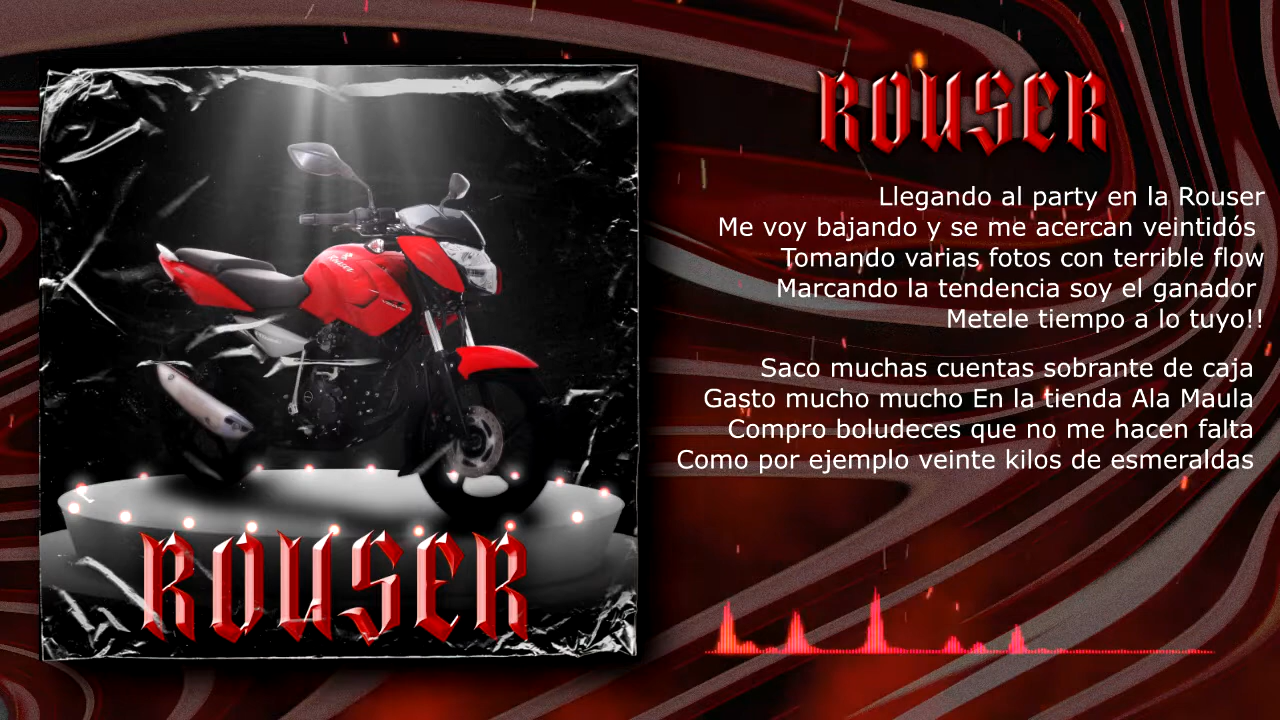 ROUSER
ROUSER
Llegando al party en la Rouser
Me voy bajando y se me acercan veintidós
Tomando varias fotos con terrible flow
Marcando la tendencia soy el ganador
Metele tiempo a lo tuyo!!
Saco muchas cuentas sobrante de caja
Gasto mucho mucho En la tienda Ala Maula
Compro boludeces que no me hacen falta
Como por ejemplo veinte kilos de esmeraldas